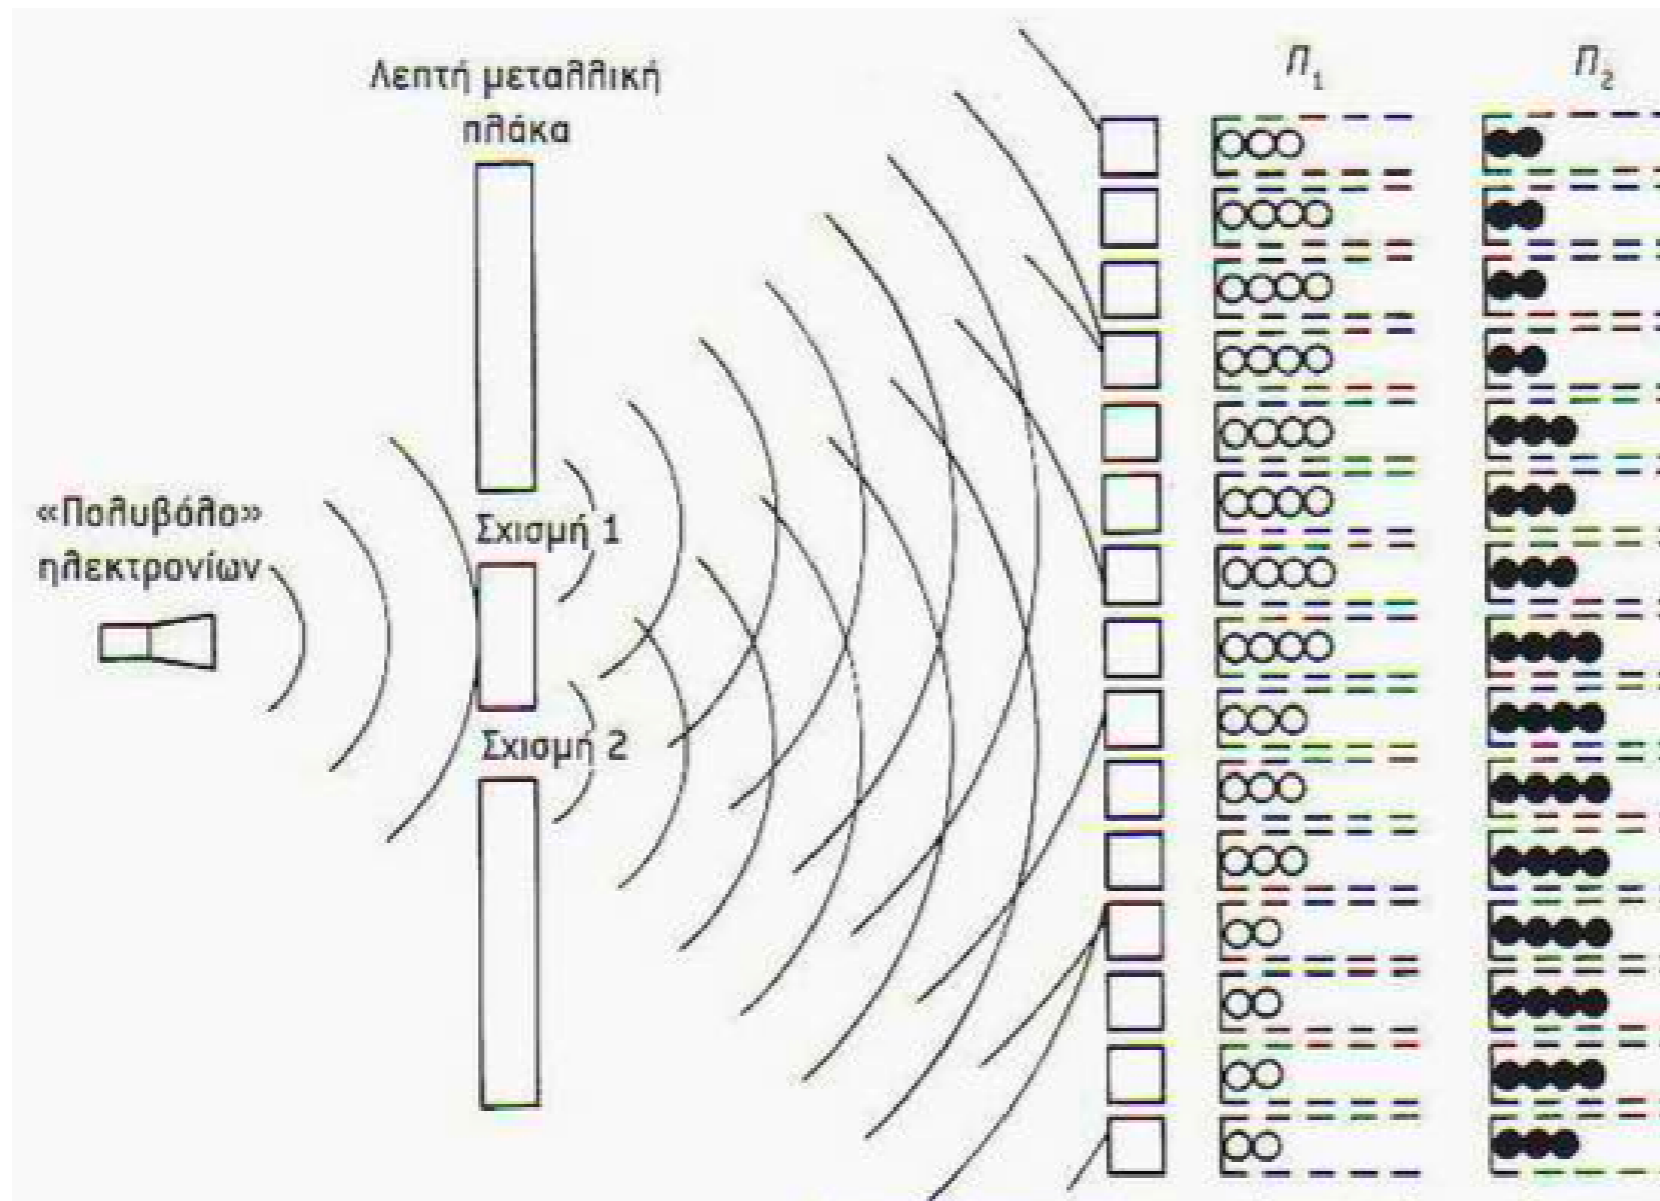 Λεπτή μεταλλική
πλάκα
Π₁
Π₂
«Πολυβόλο»
ηλεκτρονίων
Σχισμή 1
Σχισμή 2